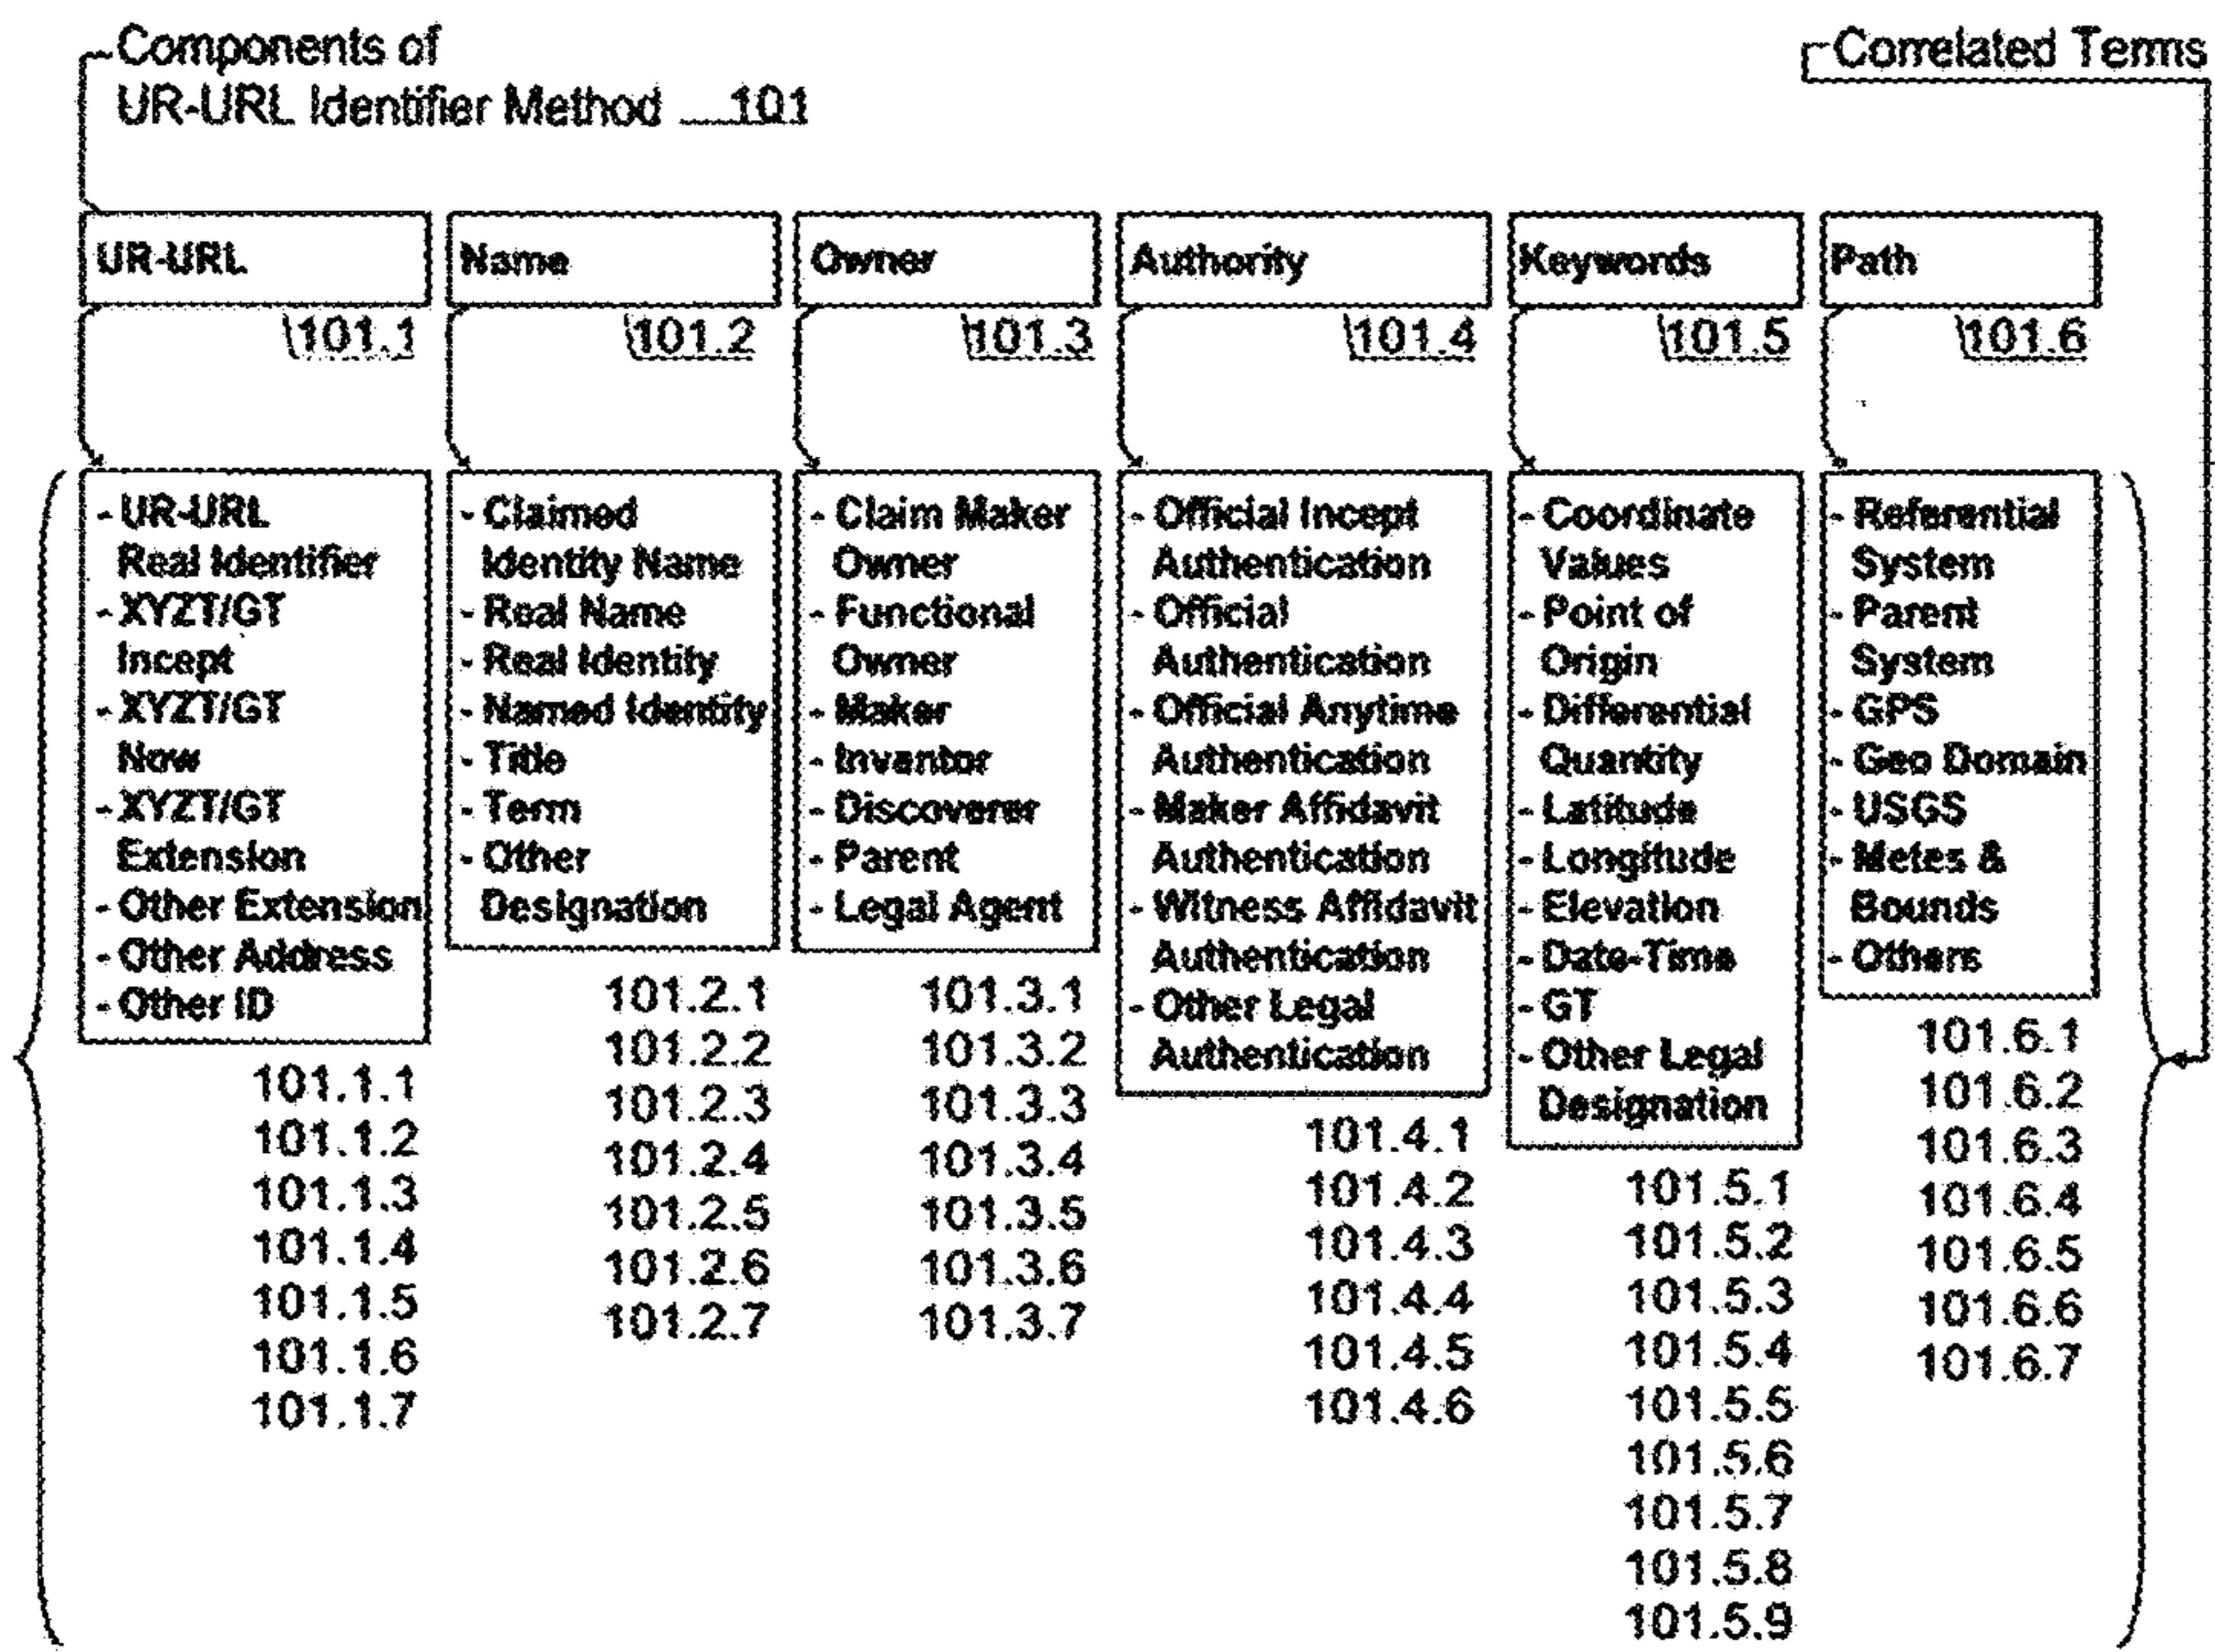 Components of
UR-URL Identifier Method 101
Correlated Terms
UR-URL
101.1
Name
101.2
Owner
101.3
Authority
101.4
Keywords
101.5
Path
101.6
- UR-URL
Real Identifier
- XYZT/GT
Incept
- XYZT/GT
Now
- XYZT/GT
Extension
- Other Extension
- Other Address
- Other ID
101.1.1
101.1.2
101.1.3
101.1.4
101.1.5
101.1.6
101.1.7
- Claimed
Identity Name
- Real Name
- Real Identity
- Named Identity
- Title
- Term
- Other
Designation
101.2.1
101.2.2
101.2.3
101.2.4
101.2.5
101.2.6
101.2.7
- Claim Maker
Owner
- Functional
Owner
- Maker
- Inventor
- Discoverer
- Parent
- Legal Agent
101.3.1
101.3.2
101.3.3
101.3.4
101.3.5
101.3.6
101.3.7
- Official Incept
Authentication
- Official
Authentication
- Official Anytime
Authentication
- Maker Affidavit
Authentication
- Witness Affidavit
Authentication
- Other Legal
Authentication
101.4.1
101.4.2
101.4.3
101.4.4
101.4.5
101.4.6
- Coordinate
Values
- Point of
Origin
- Differential
Quantity
- Latitude
- Longitude
- Elevation
- Date-Time
- GT
- Other Legal
Designation
101.5.1
101.5.2
101.5.3
101.5.4
101.5.5
101.5.6
101.5.7
101.5.8
101.5.9
- Referential
System
- Parent
System
- GPS
- Geo Domain
- USGS
- Metes &
Bounds
- Others
101.6.1
101.6.2
101.6.3
101.6.4
101.6.5
101.6.6
101.6.7